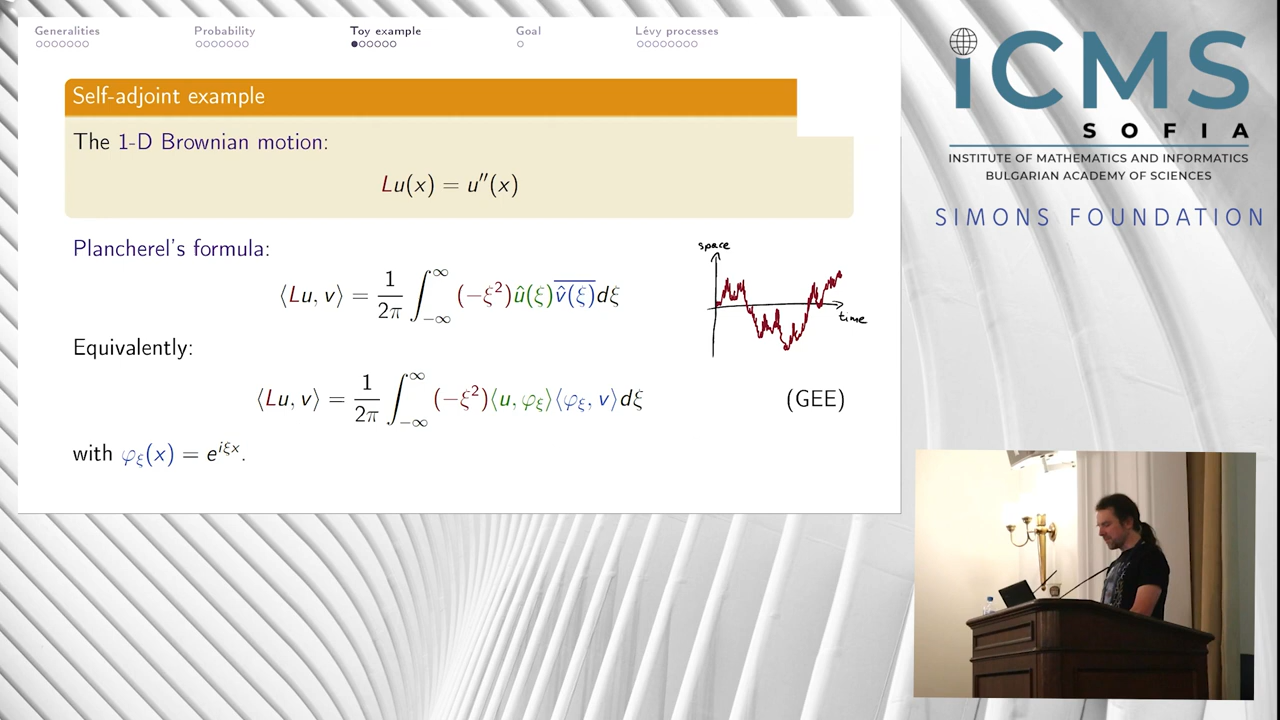 Generalities Probability Toy example Goal Lévy processes
Self-adjoint example
The 1-D Brownian motion:
Lu(x) = u″(x)
Plancherel's formula:
⟨Lu, v⟩ = 1/2π ∫_{−∞}^{∞} (−ξ²)û(ξ)\overline{v̂(ξ)}dξ
space
time
Equivalently:
⟨Lu, v⟩ = 1/2π ∫_{−∞}^{∞} (−ξ²)⟨u, φ_ξ⟩⟨φ_ξ, v⟩dξ (GEE)
with φ_ξ(x) = e^{iξx}.
iCMS
SOFIA
INSTITUTE OF MATHEMATICS AND INFORMATICS
BULGARIAN ACADEMY OF SCIENCES
SIMONS FOUNDATION